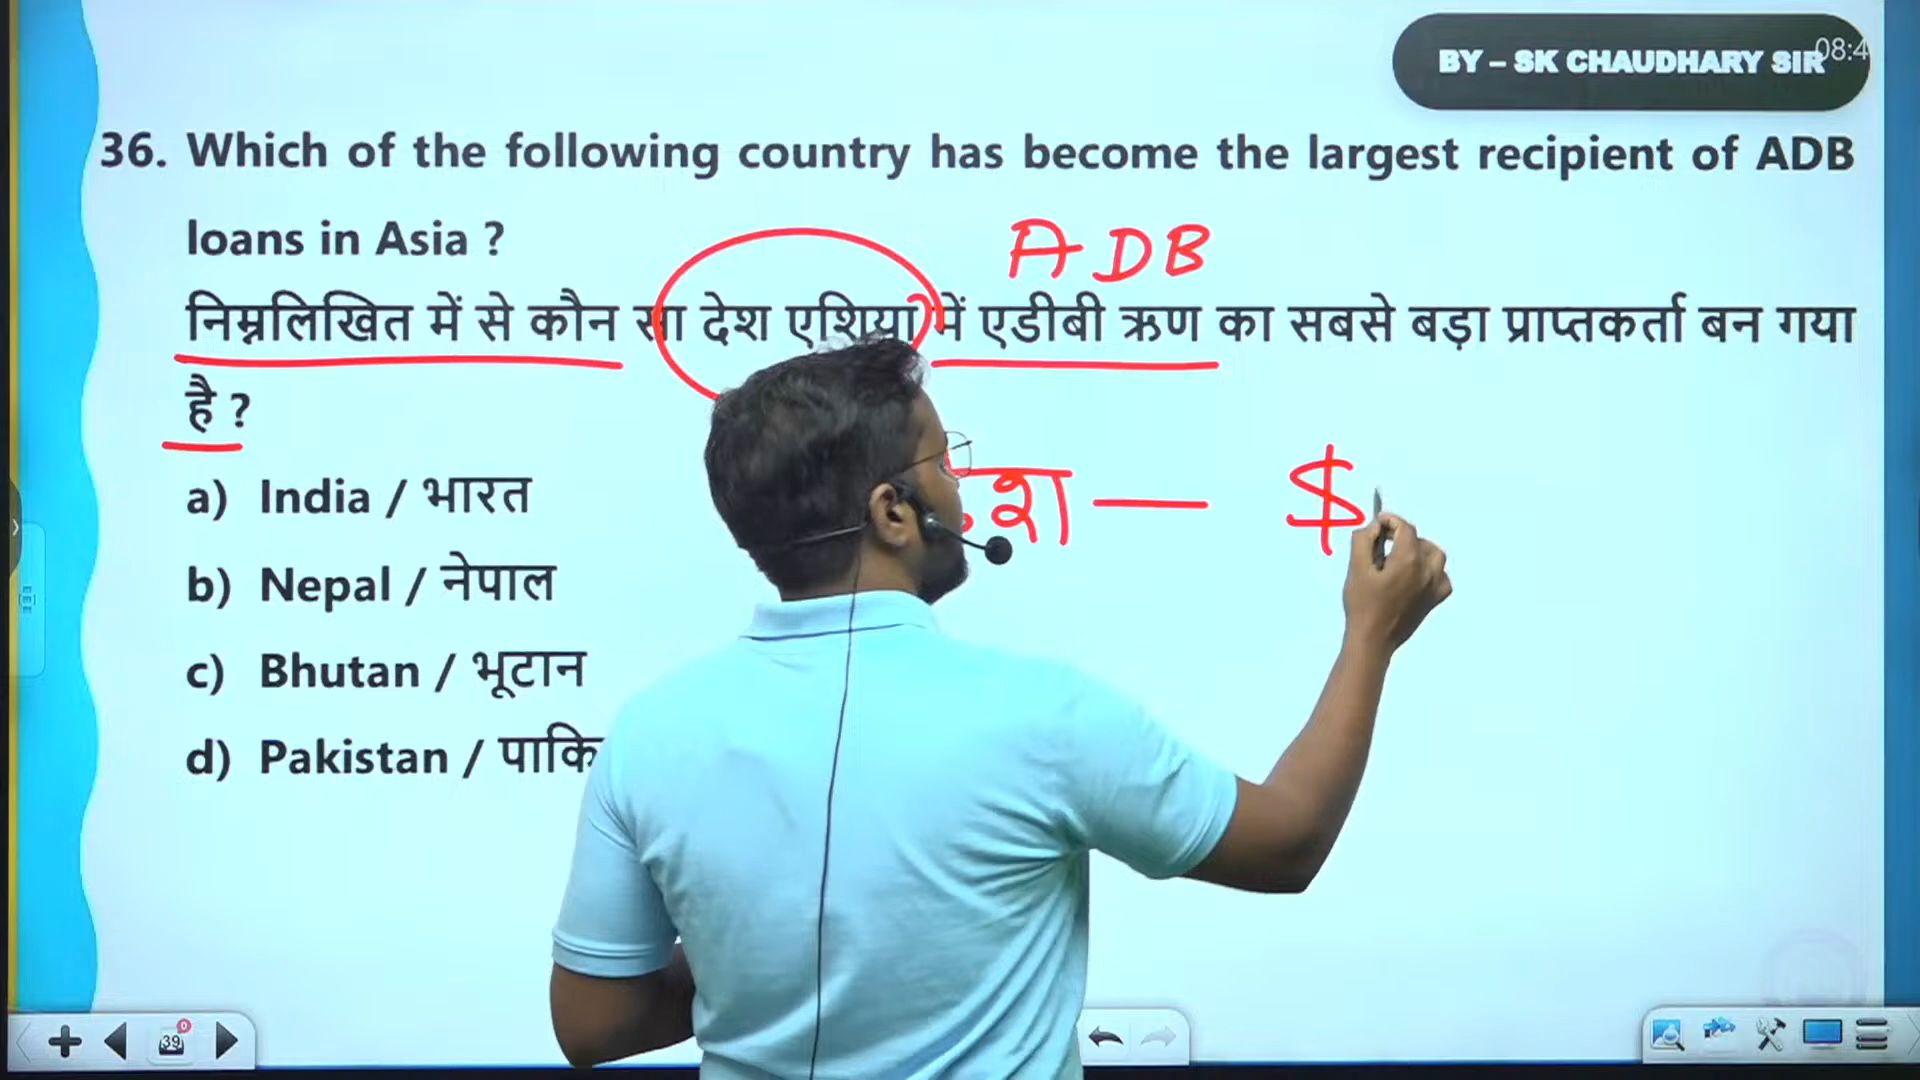 BY – SK CHAUDHARY SIR
08:4
36. Which of the following country has become the largest recipient of ADB
loans in Asia ?
ADB
निम्नलिखित में से कौन सा देश एशिया में एडीबी ऋण का सबसे बड़ा प्राप्तकर्ता बन गया
है ?
a) India / भारत
श — $
b) Nepal / नेपाल
c) Bhutan / भूटान
d) Pakistan / पाकि
39
0